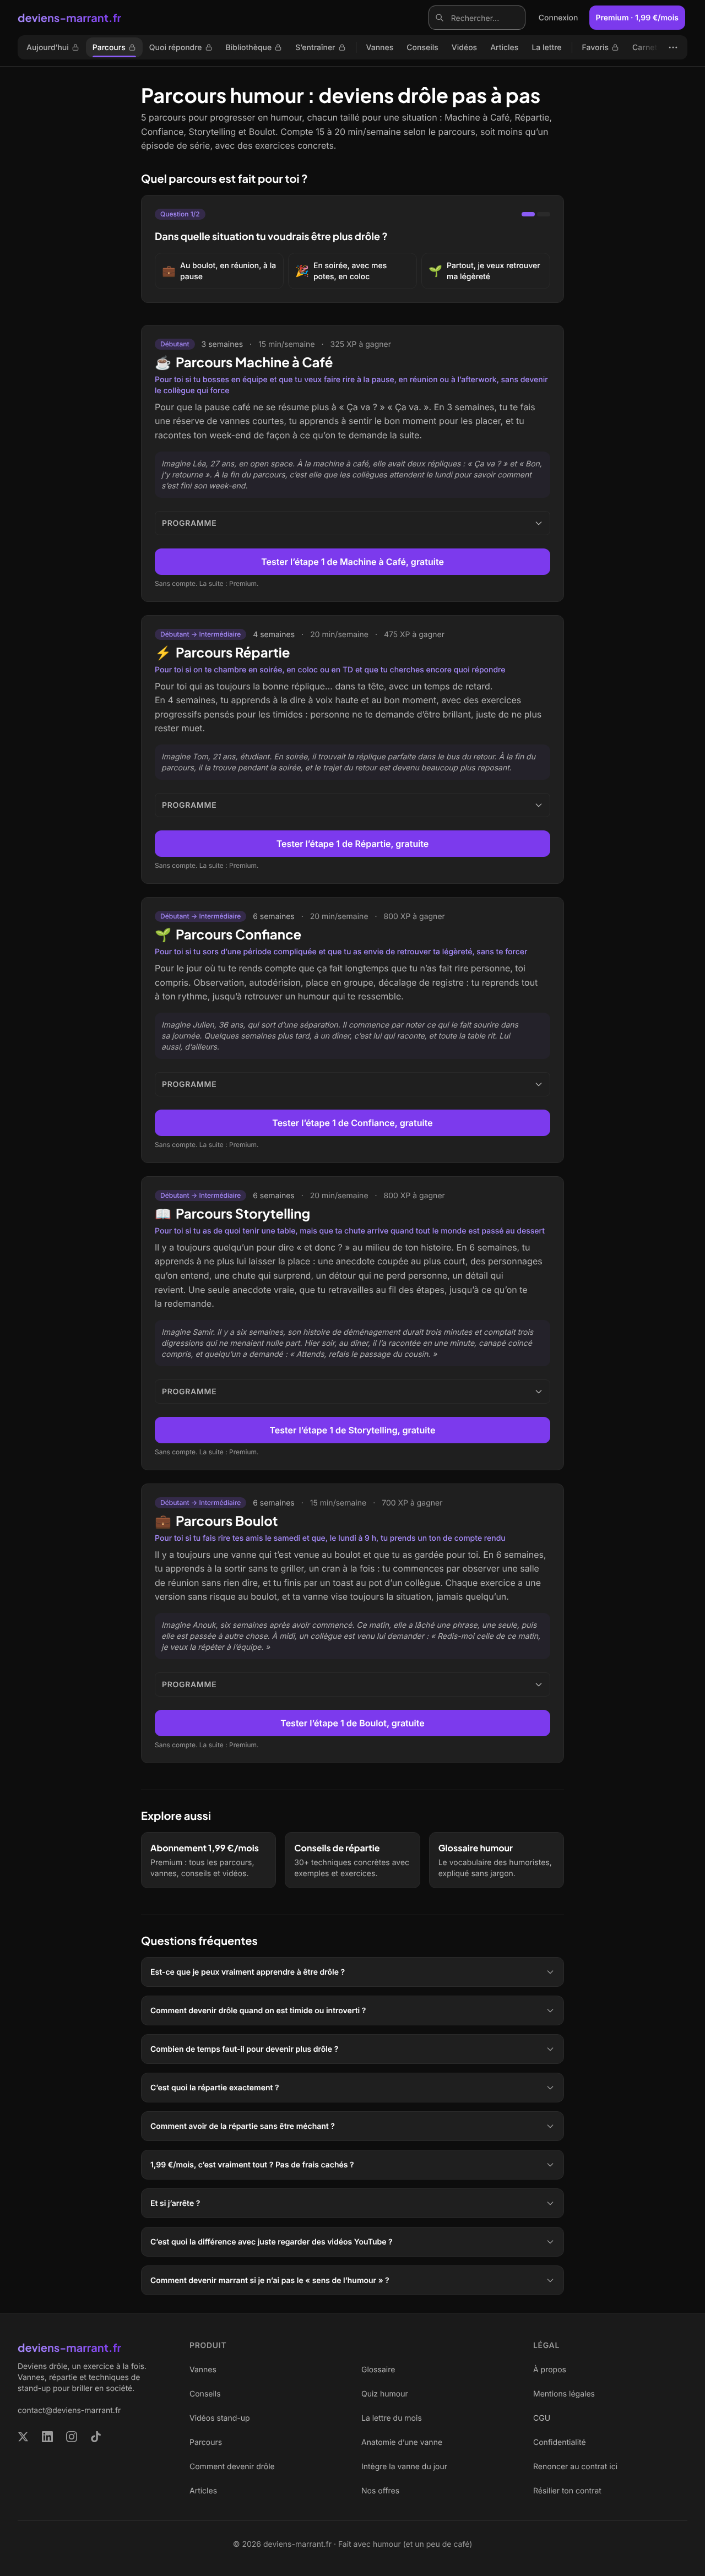 deviens-marrant.fr
Rechercher...
Connexion
Premium · 1,99 €/mois
Aujourd'hui
Parcours
Quoi répondre
Bibliothèque
S'entraîner
Vannes
Conseils
Vidéos
Articles
La lettre
Favoris
Carnet
Parcours humour : deviens drôle pas à pas
5 parcours pour progresser en humour, chacun taillé pour une situation : Machine à Café, Répartie,
Confiance, Storytelling et Boulot. Compte 15 à 20 min/semaine selon le parcours, soit moins qu'un
épisode de série, avec des exercices concrets.
Quel parcours est fait pour toi ?
Question 1/2
Dans quelle situation tu voudrais être plus drôle ?
Au boulot, en réunion, à la
pause
En soirée, avec mes
potes, en coloc
Partout, je veux retrouver
ma légèreté
Débutant 3 semaines · 15 min/semaine · 325 XP à gagner
Parcours Machine à Café
Pour toi si tu bosses en équipe et que tu veux faire rire à la pause, en réunion ou à l'afterwork, sans devenir
le collègue qui force
Pour que la pause café ne se résume plus à « Ça va ? » « Ça va. ». En 3 semaines, tu te fais
une réserve de vannes courtes, tu apprends à sentir le bon moment pour les placer, et tu
racontes ton week-end de façon à ce qu'on te demande la suite.
Imagine Léa, 27 ans, en open space. À la machine à café, elle avait deux répliques : « Ça va ? » et « Bon,
j'y retourne ». À la fin du parcours, c'est elle que les collègues attendent le lundi pour savoir comment
s'est fini son week-end.
PROGRAMME
Tester l'étape 1 de Machine à Café, gratuite
Sans compte. La suite : Premium.
Débutant → Intermédiaire 4 semaines · 20 min/semaine · 475 XP à gagner
Parcours Répartie
Pour toi si on te chambre en soirée, en coloc ou en TD et que tu cherches encore quoi répondre
Pour toi qui as toujours la bonne réplique… dans ta tête, avec un temps de retard.
En 4 semaines, tu apprends à la dire à voix haute et au bon moment, avec des exercices
progressifs pensés pour les timides : personne ne te demande d'être brillant, juste de ne plus
rester muet.
Imagine Tom, 21 ans, étudiant. En soirée, il trouvait la réplique parfaite dans le bus du retour. À la fin du
parcours, il la trouve pendant la soirée, et le trajet du retour est devenu beaucoup plus reposant.
PROGRAMME
Tester l'étape 1 de Répartie, gratuite
Sans compte. La suite : Premium.
Débutant → Intermédiaire 6 semaines · 20 min/semaine · 800 XP à gagner
Parcours Confiance
Pour toi si tu sors d'une période compliquée et que tu as envie de retrouver ta légèreté, sans te forcer
Pour le jour où tu te rends compte que ça fait longtemps que tu n'as fait rire personne, toi
compris. Observation, autodérision, place en groupe, décalage de registre : tu reprends tout
à ton rythme, jusqu'à retrouver un humour qui te ressemble.
Imagine Julien, 36 ans, qui sort d'une séparation. Il commence par noter ce qui le fait sourire dans
sa journée. Quelques semaines plus tard, à un dîner, c'est lui qui raconte, et toute la table rit. Lui
aussi, d'ailleurs.
PROGRAMME
Tester l'étape 1 de Confiance, gratuite
Sans compte. La suite : Premium.
Débutant → Intermédiaire 6 semaines · 20 min/semaine · 800 XP à gagner
Parcours Storytelling
Pour toi si tu as de quoi tenir une table, mais que ta chute arrive quand tout le monde est passé au dessert
Il y a toujours quelqu'un pour dire « et donc ? » au milieu de ton histoire. En 6 semaines, tu
apprends à ne plus lui laisser la place : une anecdote coupée au plus court, des personnages
qu'on entend, une chute qui surprend, un détour qui ne perd personne, un détail qui
revient. Une seule anecdote vraie, que tu retravailles au fil des étapes, jusqu'à ce qu'on te
la redemande.
Imagine Samir. Il y a six semaines, son histoire de déménagement durait trois minutes et comptait trois
digressions qui ne menaient nulle part. Hier soir, au dîner, il l'a racontée en une minute, canapé coincé
compris, et quelqu'un a demandé : « Attends, refais le passage du cousin. »
PROGRAMME
Tester l'étape 1 de Storytelling, gratuite
Sans compte. La suite : Premium.
Débutant → Intermédiaire 6 semaines · 15 min/semaine · 700 XP à gagner
Parcours Boulot
Pour toi si tu fais rire tes amis le samedi et que, le lundi à 9 h, tu prends un ton de compte rendu
Il y a toujours une vanne qui t'est venue au boulot et que tu as gardée pour toi. En 6 semaines,
tu apprends à la sortir sans te griller, un cran à la fois : tu commences par observer une salle
de réunion sans rien dire, et tu finis par un toast au pot d'un collègue. Chaque exercice a une
version sans risque au boulot, et ta vanne vise toujours la situation, jamais quelqu'un.
Imagine Anouk, six semaines après avoir commencé. Ce matin, elle a lâché une phrase, une seule, puis
elle est passée à autre chose. À midi, un collègue est venu lui demander : « Redis-moi celle de ce matin,
je veux la répéter à l'équipe. »
PROGRAMME
Tester l'étape 1 de Boulot, gratuite
Sans compte. La suite : Premium.
Explore aussi
Abonnement 1,99 €/mois
Premium : tous les parcours,
vannes, conseils et vidéos.
Conseils de répartie
30+ techniques concrètes avec
exemples et exercices.
Glossaire humour
Le vocabulaire des humoristes,
expliqué sans jargon.
Questions fréquentes
Est-ce que je peux vraiment apprendre à être drôle ?
Comment devenir drôle quand on est timide ou introverti ?
Combien de temps faut-il pour devenir plus drôle ?
C'est quoi la répartie exactement ?
Comment avoir de la répartie sans être méchant ?
1,99 €/mois, c'est vraiment tout ? Pas de frais cachés ?
Et si j'arrête ?
C'est quoi la différence avec juste regarder des vidéos YouTube ?
Comment devenir marrant si je n'ai pas le « sens de l'humour » ?
deviens-marrant.fr
Deviens drôle, un exercice à la fois.
Vannes, répartie et techniques de
stand-up pour briller en société.
contact@deviens-marrant.fr
PRODUIT
Vannes
Conseils
Vidéos stand-up
Parcours
Comment devenir drôle
Articles
Glossaire
Quiz humour
La lettre du mois
Anatomie d'une vanne
Intègre la vanne du jour
Nos offres
LÉGAL
À propos
Mentions légales
CGU
Confidentialité
Renoncer au contrat ici
Résilier ton contrat
© 2026 deviens-marrant.fr · Fait avec humour (et un peu de café)